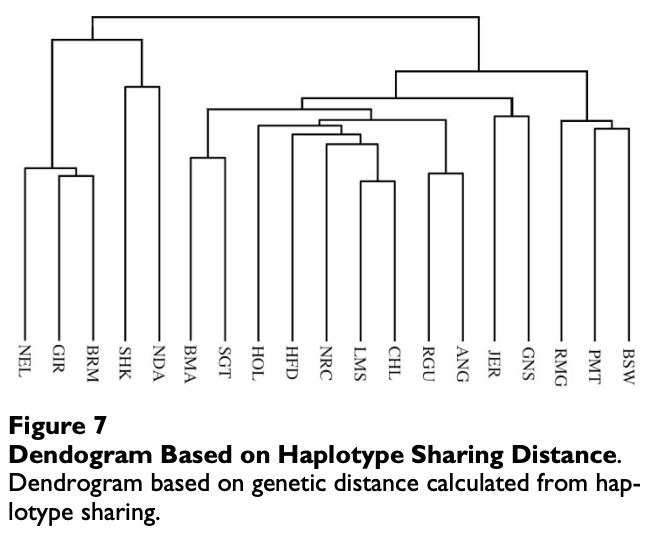 NEL GIR BRM SHK NDA BMA SGT HOL HFD NRC LMS CHL RGU ANG JER GNS RMG PMT BSW
Figure 7
Dendogram Based on Haplotype Sharing Distance.
Dendrogram based on genetic distance calculated from hap-
lotype sharing.